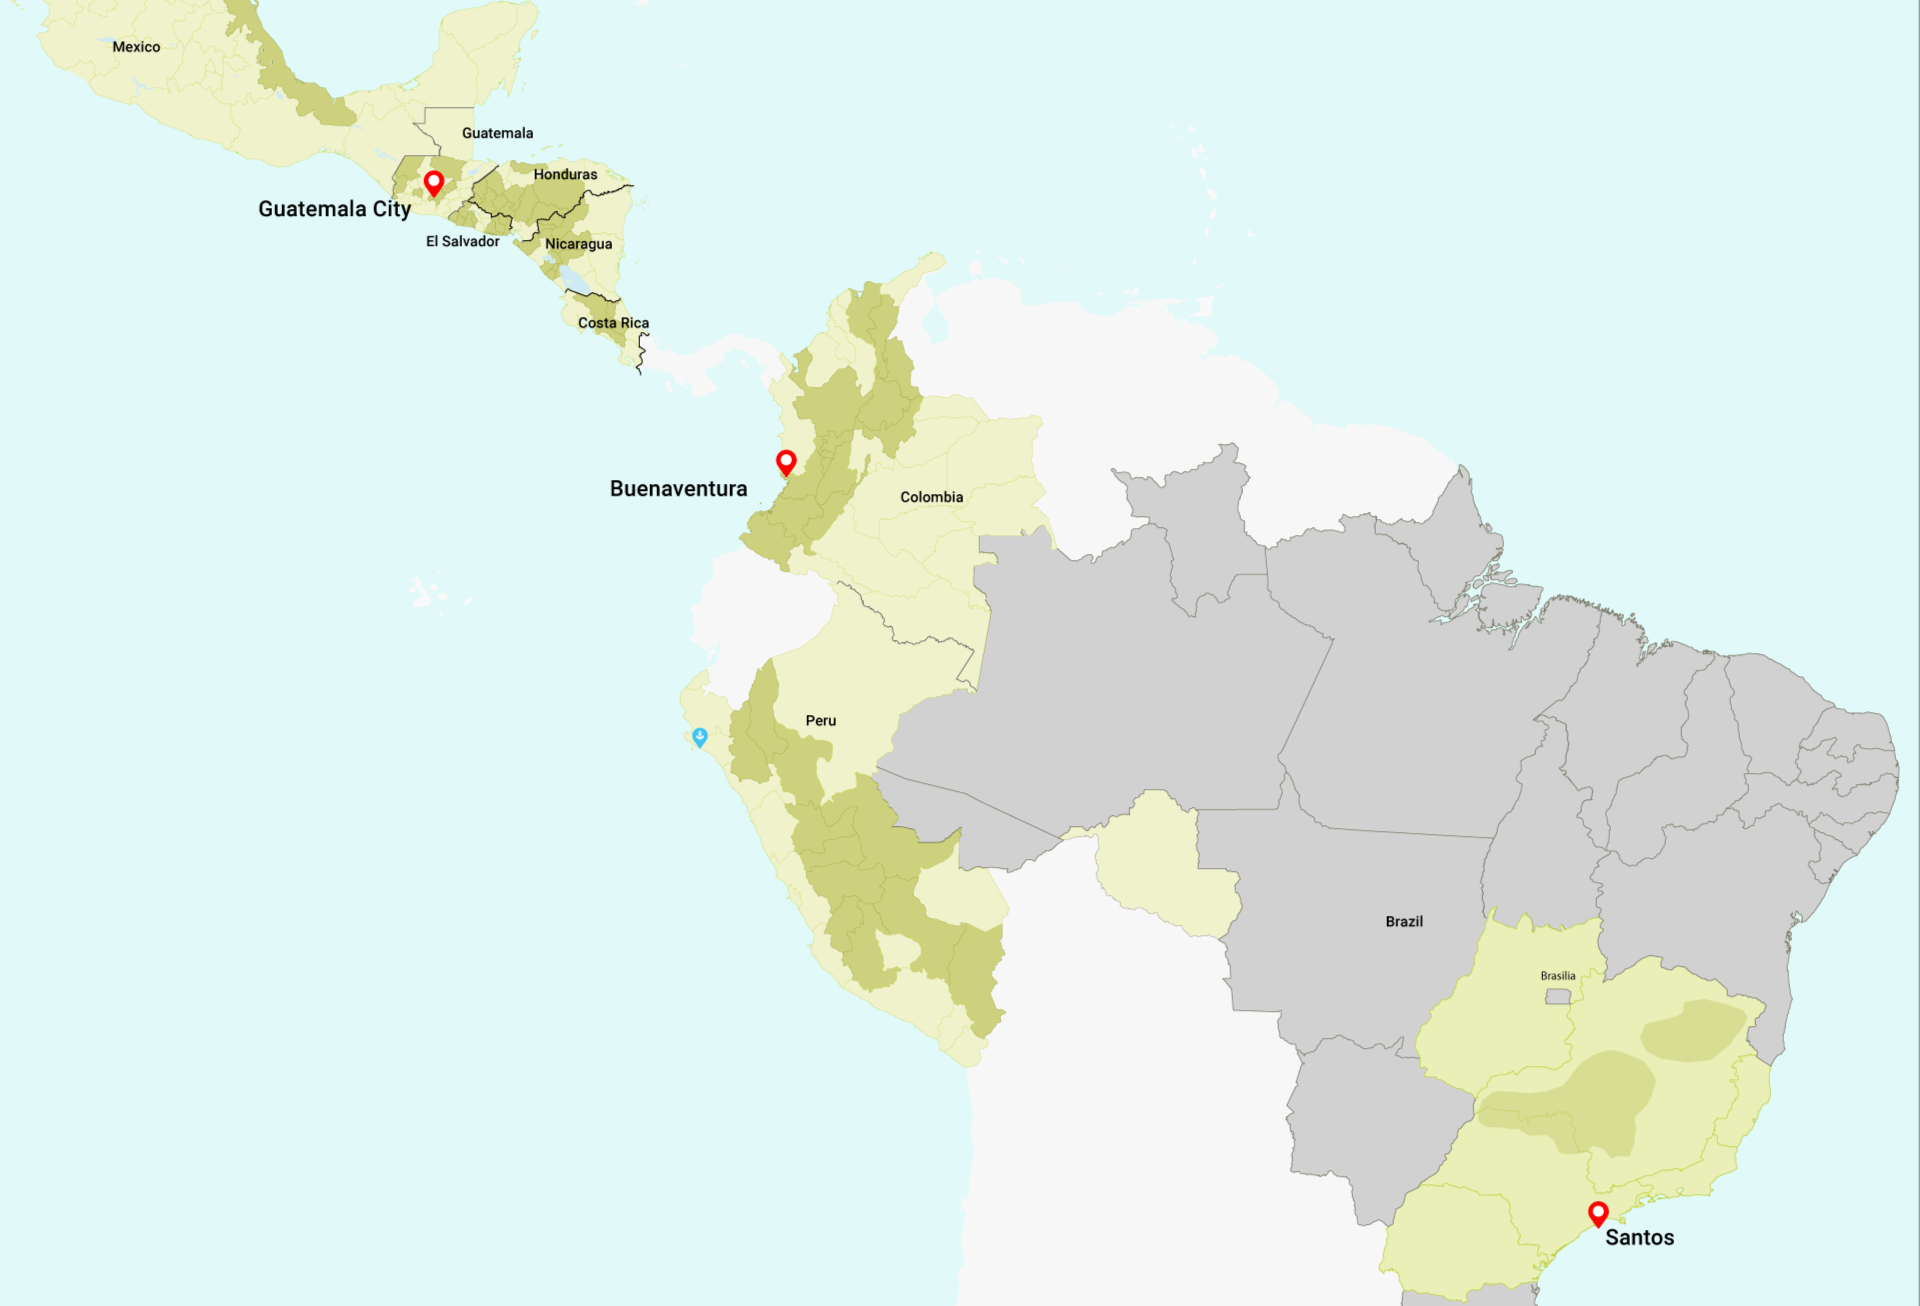 Mexico
Guatemala
Honduras
Guatemala City
El Salvador
Nicaragua
Costa Rica
Buenaventura
Colombia
Peru
Brazil
Brasilia
Santos